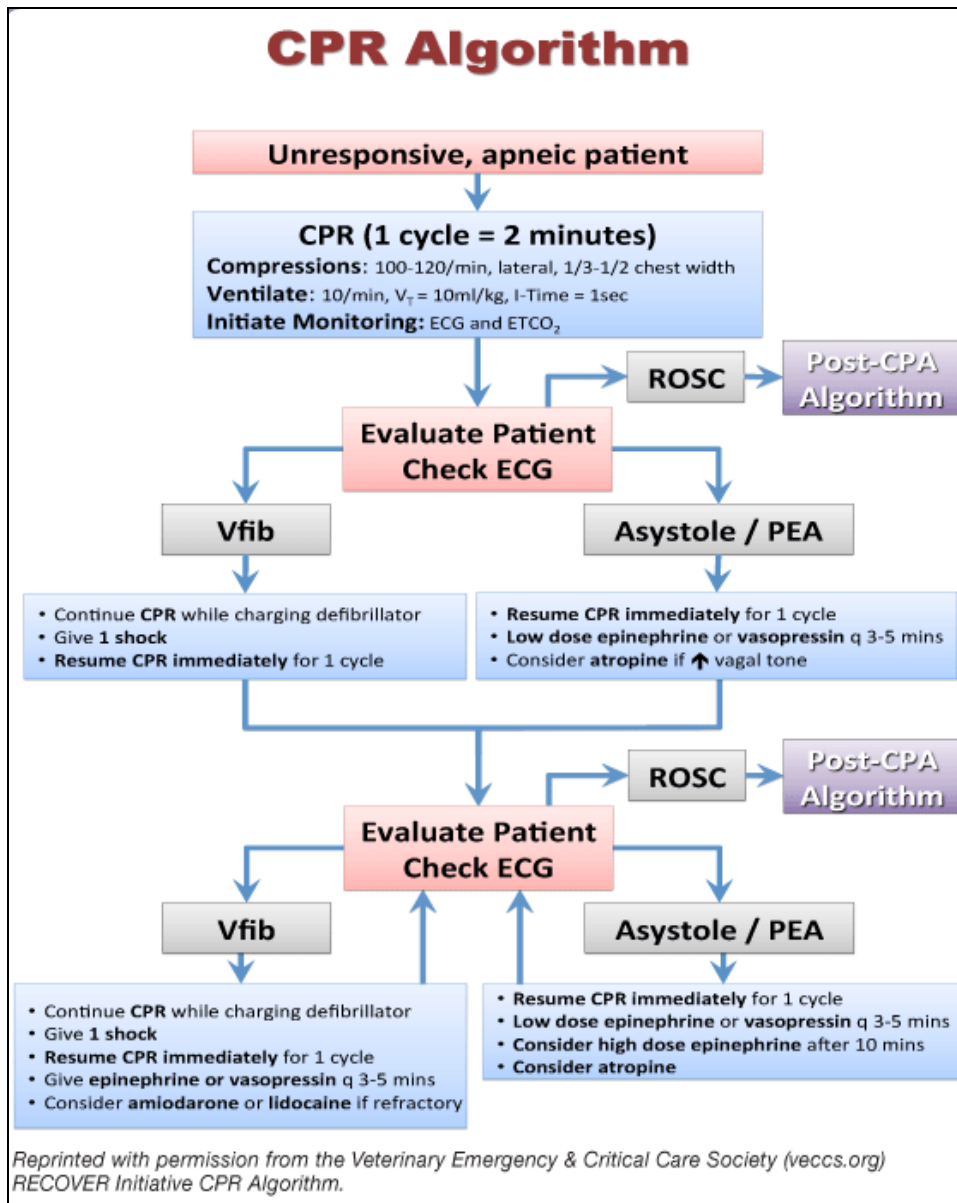 CPR Algorithm
Unresponsive, apneic patient
CPR (1 cycle = 2 minutes)
Compressions: 100-120/min, lateral, 1/3-1/2 chest width
Ventilate: 10/min, VT = 10ml/kg, I-Time = 1sec
Initiate Monitoring: ECG and ETCO2
ROSC
Post-CPA
Algorithm
Evaluate Patient
Check ECG
Vfib
• Continue CPR while charging defibrillator
• Give 1 shock
• Resume CPR immediately for 1 cycle
Asystole / PEA
• Resume CPR immediately for 1 cycle
• Low dose epinephrine or vasopressin q 3-5 mins
• Consider atropine if ↑ vagal tone
ROSC
Post-CPA
Algorithm
Evaluate Patient
Check ECG
Vfib
• Continue CPR while charging defibrillator
• Give 1 shock
• Resume CPR immediately for 1 cycle
• Give epinephrine or vasopressin q 3-5 mins
• Consider amiodarone or lidocaine if refractory
Asystole / PEA
• Resume CPR immediately for 1 cycle
• Low dose epinephrine or vasopressin q 3-5 mins
• Consider high dose epinephrine after 10 mins
• Consider atropine
Reprinted with permission from the Veterinary Emergency & Critical Care Society (veccs.org)
RECOVER Initiative CPR Algorithm.